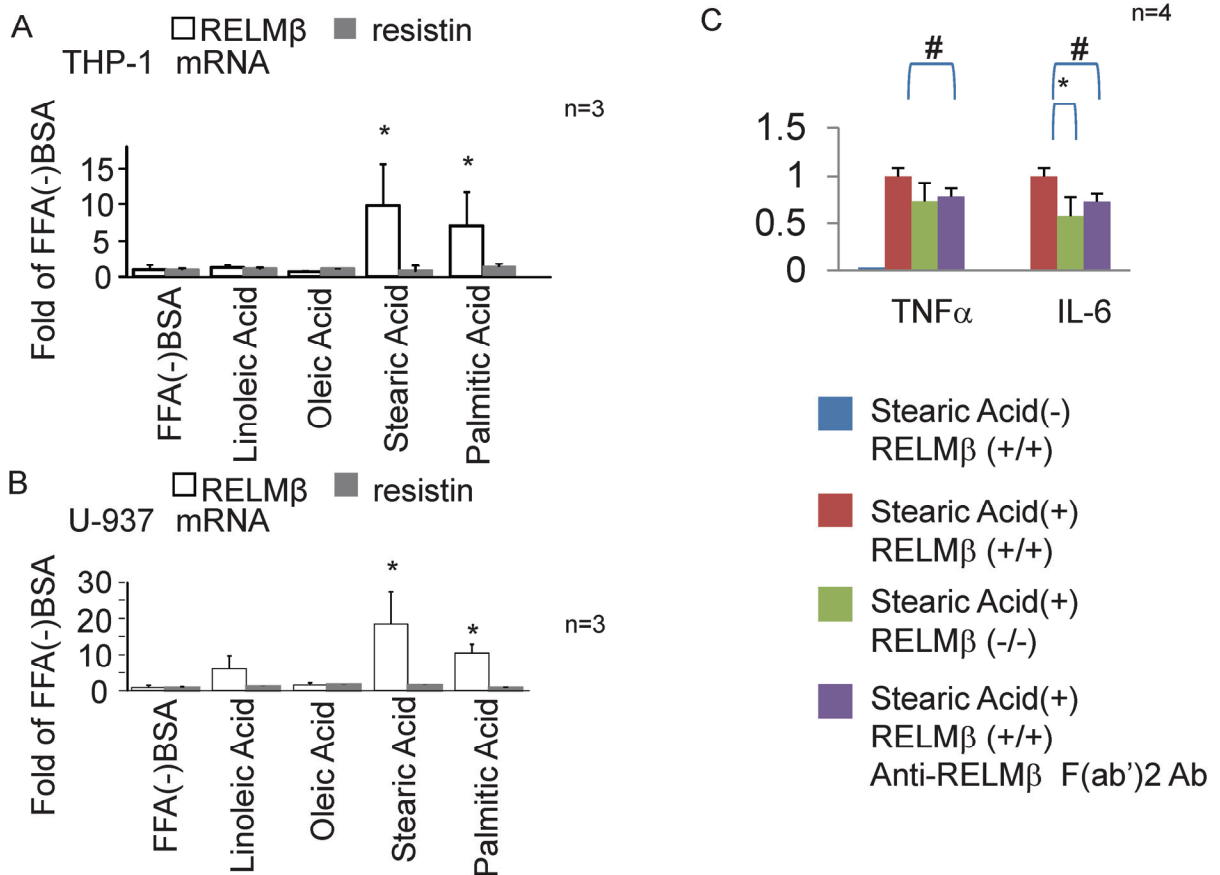 A
RELMβ resistin
THP-1 mRNA
n=3
Fold of FFA(-)BSA
15
10
5
0
*
*
FFA(-)BSA
Linoleic Acid
Oleic Acid
Stearic Acid
Palmitic Acid
B
RELMβ resistin
U-937 mRNA
n=3
Fold of FFA(-)BSA
30
20
10
0
*
*
FFA(-)BSA
Linoleic Acid
Oleic Acid
Stearic Acid
Palmitic Acid
C
n=4
# #
*
1.5
1
0.5
0
TNFα IL-6
Stearic Acid(-)
RELMβ (+/+)
Stearic Acid(+)
RELMβ (+/+)
Stearic Acid(+)
RELMβ (-/-)
Stearic Acid(+)
RELMβ (+/+)
Anti-RELMβ F(ab')2 Ab